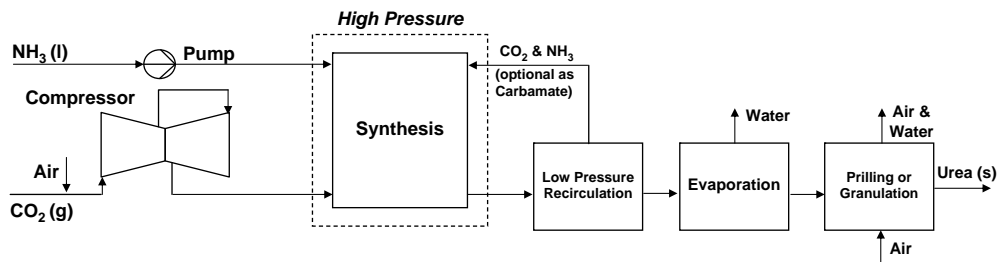 High Pressure
NH₃ (l)
Pump
CO₂ & NH₃
(optional as
Carbamate)
Compressor
Synthesis
Air
CO₂ (g)
Low Pressure
Recirculation
Water
Evaporation
Air &
Water
Prilling or
Granulation
Urea (s)
Air